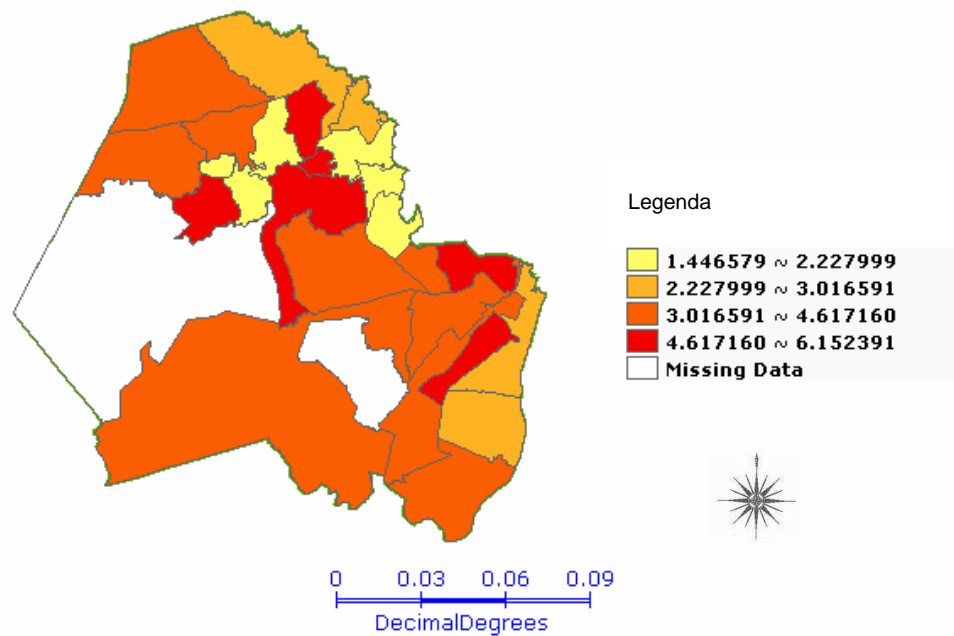 Legenda
1.446579 ~ 2.227999
2.227999 ~ 3.016591
3.016591 ~ 4.617160
4.617160 ~ 6.152391
Missing Data
0 0.03 0.06 0.09
DecimalDegrees